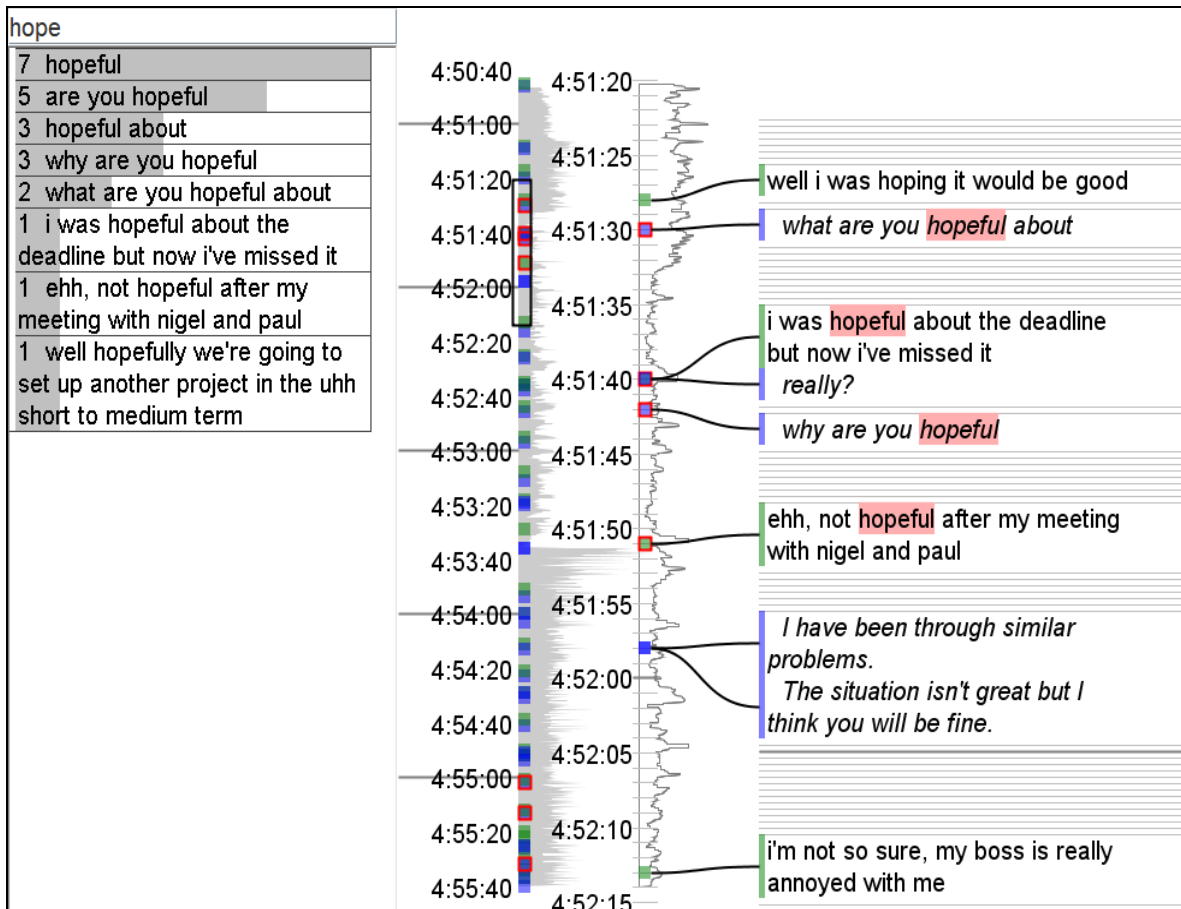 hope
7 hopeful
5 are you hopeful
3 hopeful about
3 why are you hopeful
2 what are you hopeful about
1 i was hopeful about the
deadline but now i've missed it
1 ehh, not hopeful after my
meeting with nigel and paul
1 well hopefully we're going to
set up another project in the uhh
short to medium term
4:50:40
4:51:00
4:51:20
4:51:40
4:52:00
4:52:20
4:52:40
4:53:00
4:53:20
4:53:40
4:54:00
4:54:20
4:54:40
4:55:00
4:55:20
4:55:40
4:51:20
4:51:25
4:51:30
4:51:35
4:51:40
4:51:45
4:51:50
4:51:55
4:52:00
4:52:05
4:52:10
4:52:15
well i was hoping it would be good
what are you hopeful about
i was hopeful about the deadline
but now i've missed it
really?
why are you hopeful
ehh, not hopeful after my meeting
with nigel and paul
I have been through similar
problems.
The situation isn't great but I
think you will be fine.
i'm not so sure, my boss is really
annoyed with me